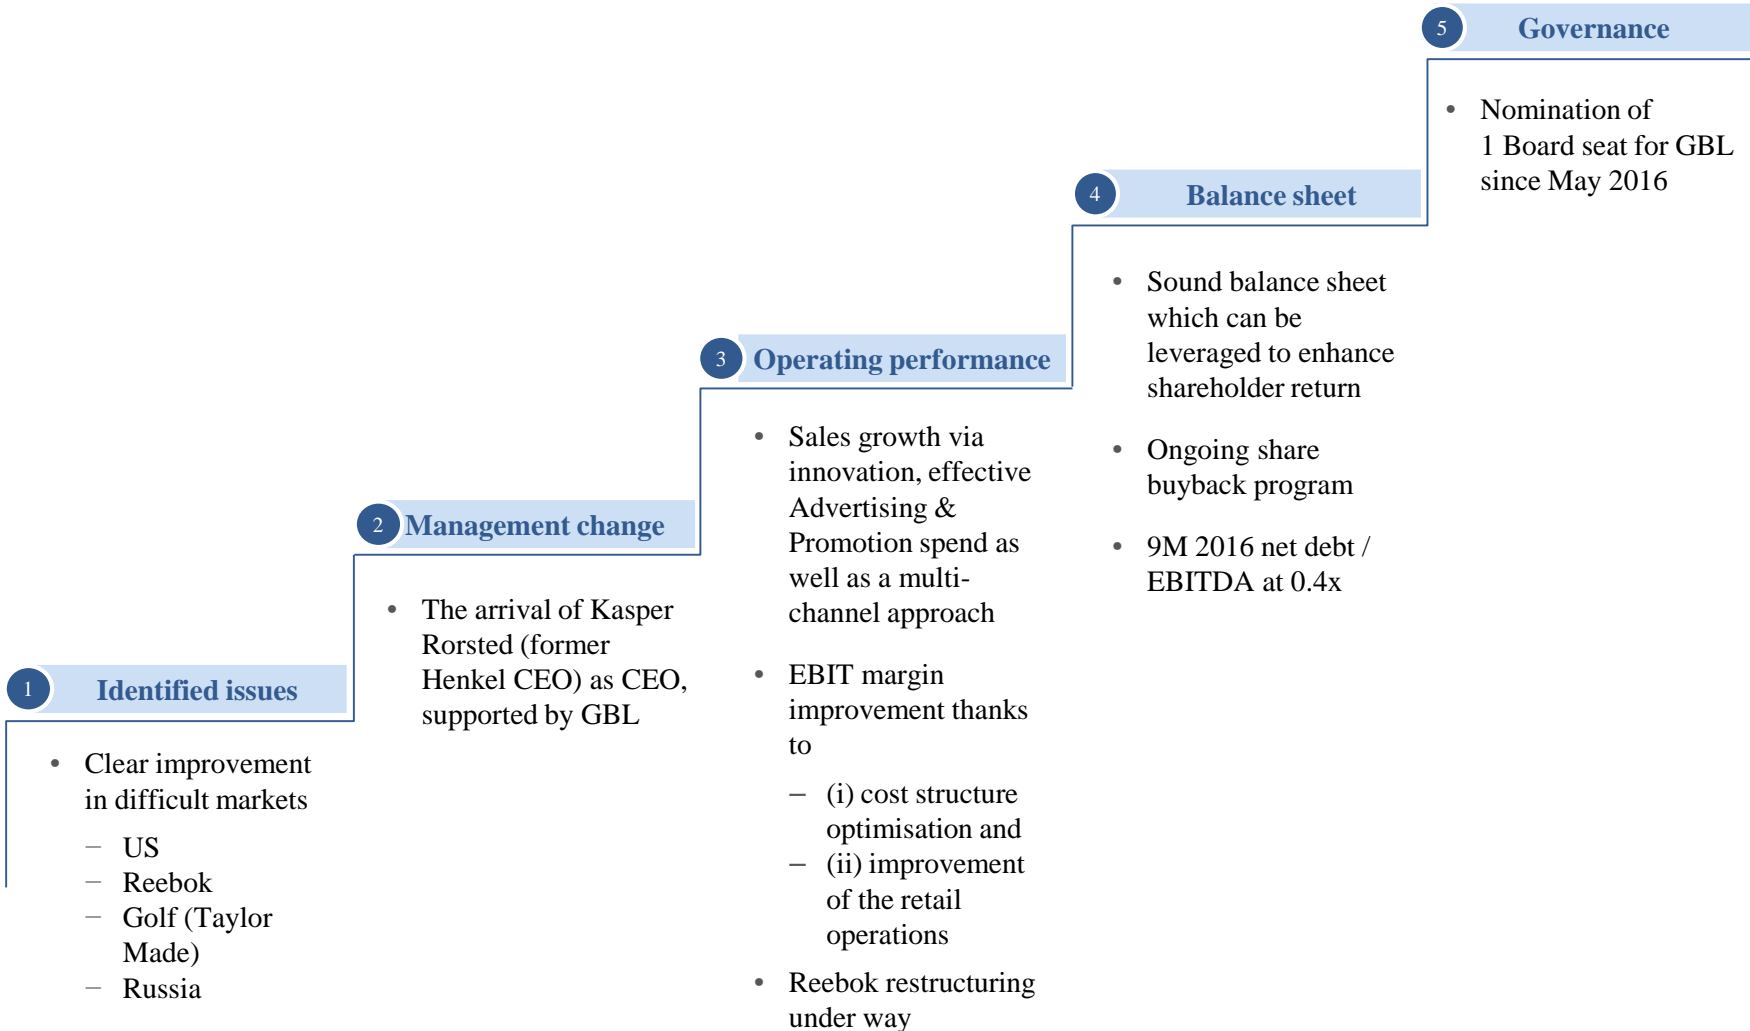 1
Identified issues
• Clear improvement
in difficult markets
– US
– Reebok
– Golf (Taylor
Made)
– Russia
2
Management change
• The arrival of Kasper
Rorsted (former
Henkel CEO) as CEO,
supported by GBL
3
Operating performance
• Sales growth via
innovation, effective
Advertising &
Promotion spend as
well as a multi-
channel approach
• EBIT margin
improvement thanks
to
– (i) cost structure
optimisation and
– (ii) improvement
of the retail
operations
• Reebok restructuring
under way
4
Balance sheet
• Sound balance sheet
which can be
leveraged to enhance
shareholder return
• Ongoing share
buyback program
• 9M 2016 net debt /
EBITDA at 0.4x
5
Governance
• Nomination of
1 Board seat for GBL
since May 2016